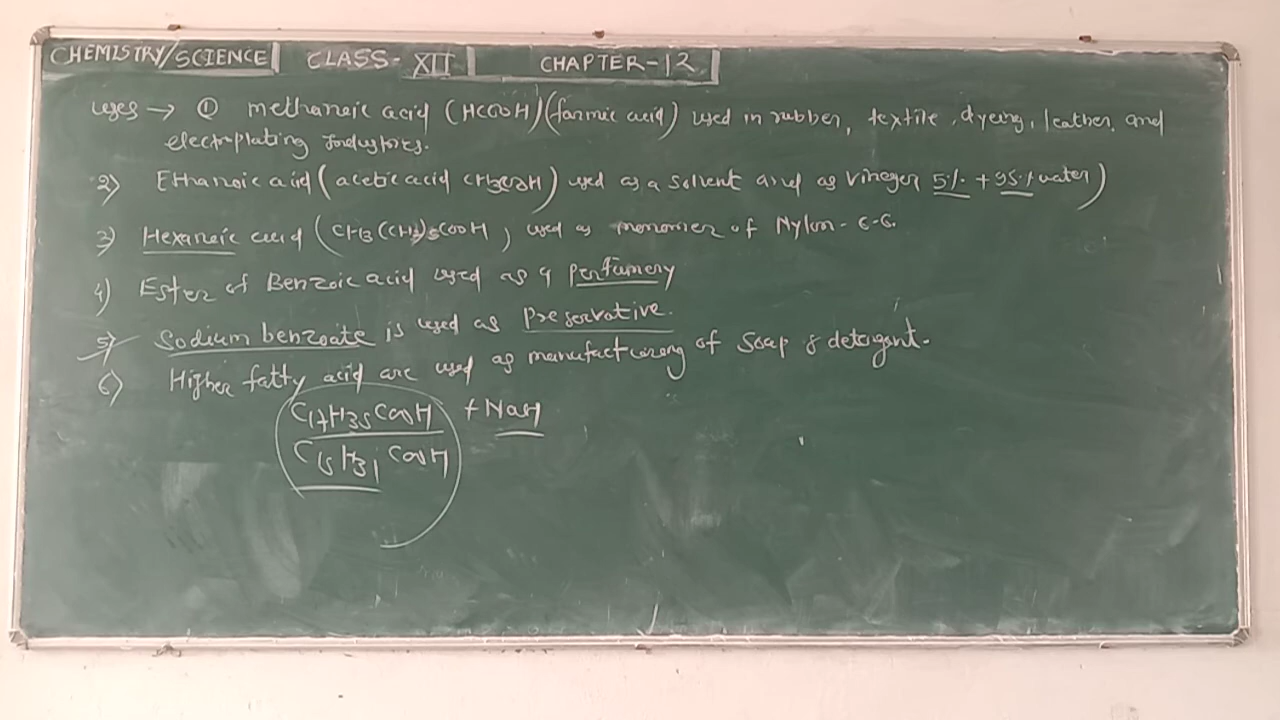 CHEMISTRY/SCIENCE | CLASS- XII | CHAPTER-12
uses → ① methanoic acid (HCOOH)(formic acid) used in rubber, textile, dyeing, leather and
electroplating Industries.
2) Ethanoic acid (acetic acid CH3COOH) used as a solvent and as vineger 5% + 95% water)
3) Hexanoic acid (CH3(CH2)5COOH, used as monomer of Nylon-6-6.
4) Ester of Benzoic acid used as a perfumery
5) Sodium benzoate is used as Preservative.
6) Higher fatty acid are used as manufacturing of Soap & detergent.
C17H35COOH + NaOH
C15H31COOH